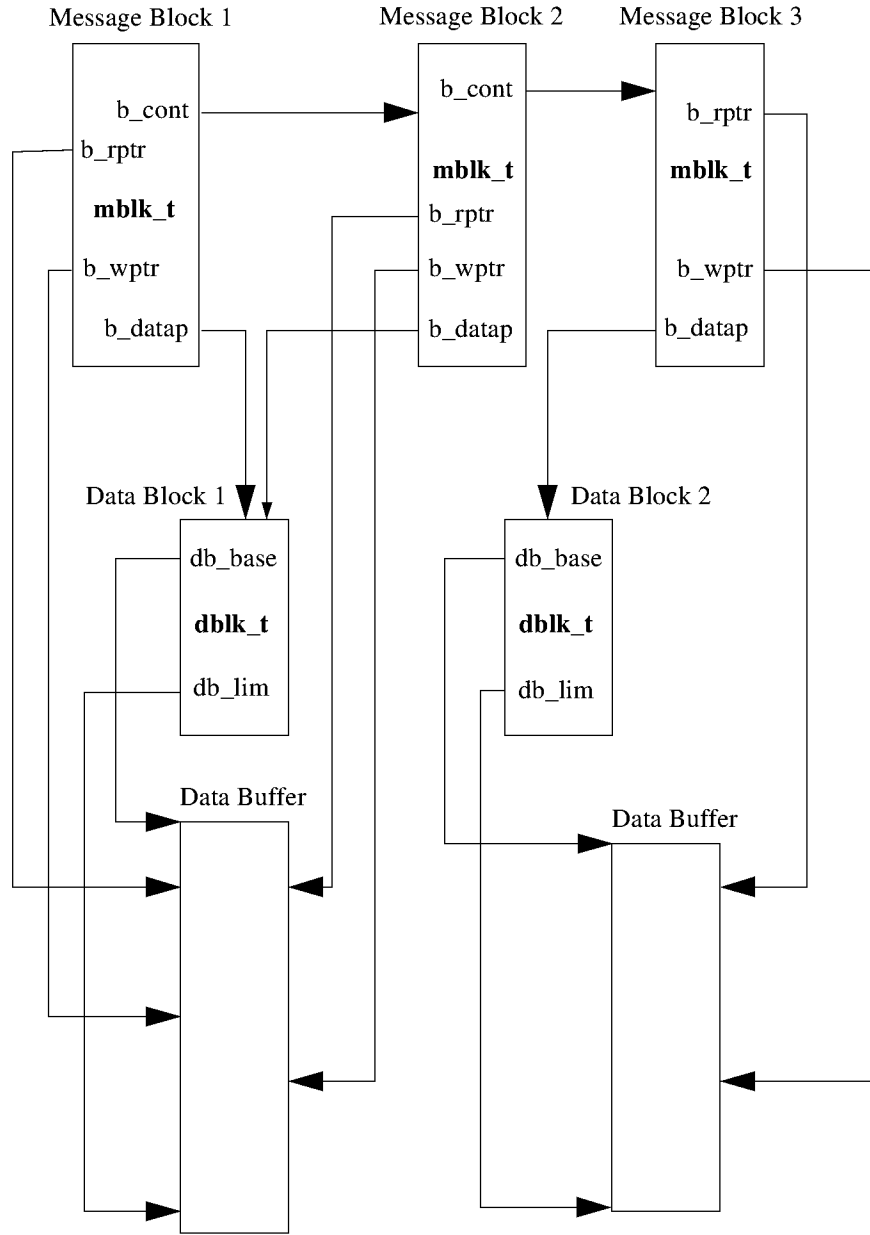 Message Block 1
b_cont
b_rptr
mblk_t
b_wptr
b_datap
Message Block 2
b_cont
mblk_t
b_rptr
b_wptr
b_datap
Message Block 3
b_rptr
mblk_t
b_wptr
b_datap
Data Block 1
db_base
dblk_t
db_lim
Data Block 2
db_base
dblk_t
db_lim
Data Buffer
Data Buffer